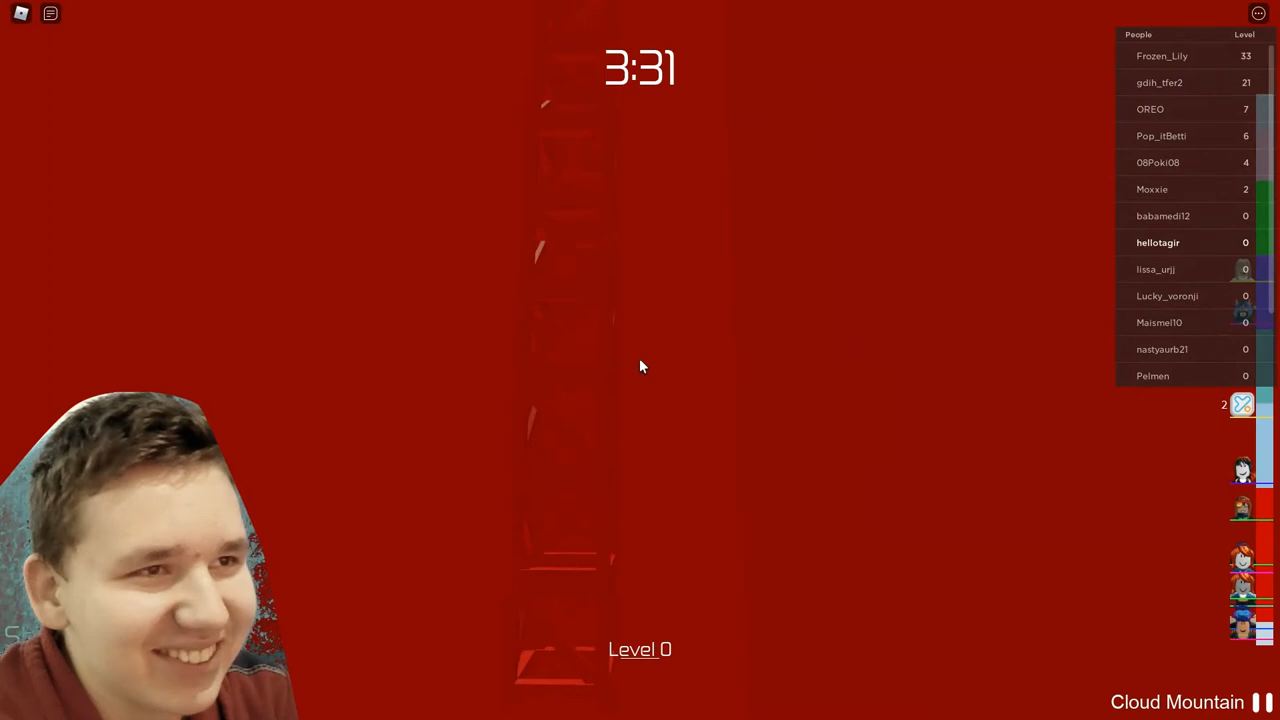 3:31
People Level
Frozen_Lily 33
gdih_tfer2 21
OREO 7
Pop_itBetti 6
08Poki08 4
Moxxie 2
babamedi12 0
hellotagir 0
lissa_urjj 0
Lucky_voronji 0
Maismel10 0
nastyaurb21 0
Pelmen 0
2
S
Level 0
Cloud Mountain